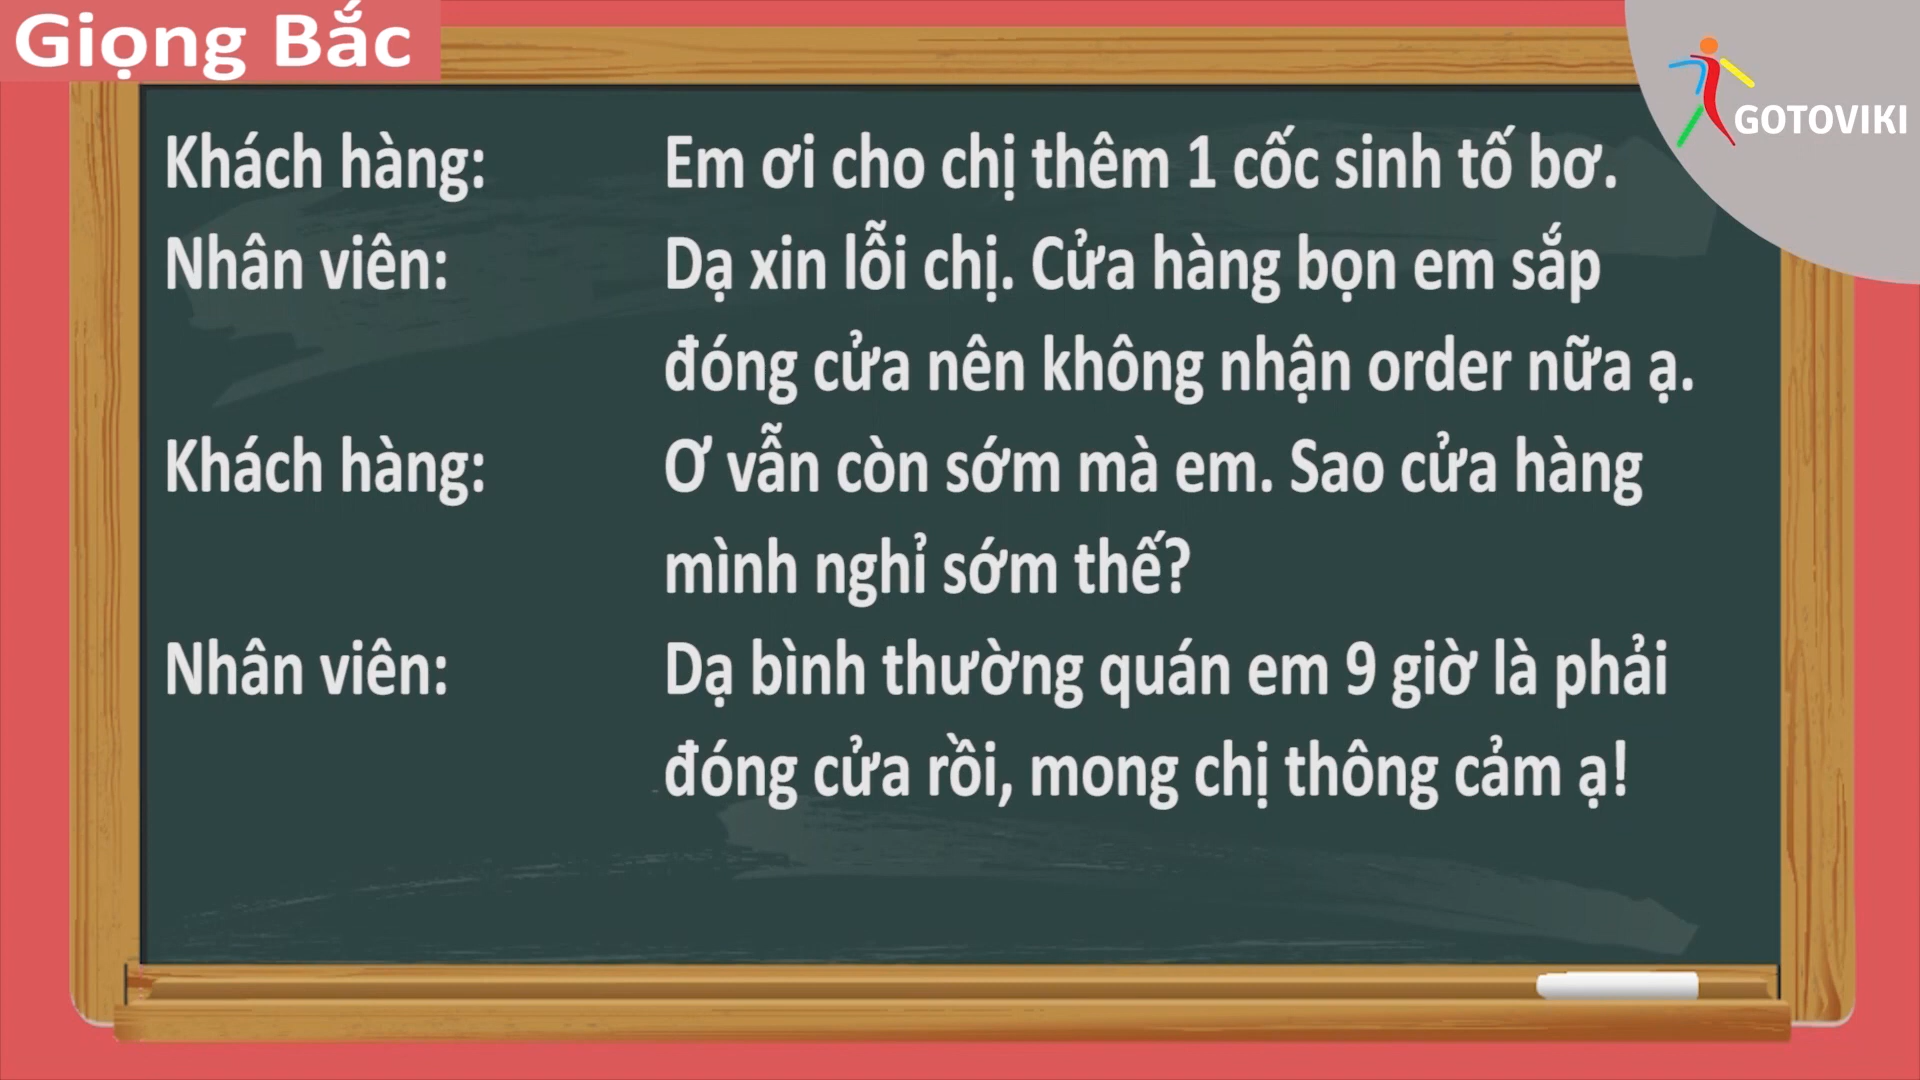 Giọng Bắc
GOTOVIKI
Khách hàng: Em ơi cho chị thêm 1 cốc sinh tố bơ.
Nhân viên: Dạ xin lỗi chị. Cửa hàng bọn em sắp
đóng cửa nên không nhận order nữa ạ.
Khách hàng: Ơ vẫn còn sớm mà em. Sao cửa hàng
mình nghỉ sớm thế?
Nhân viên: Dạ bình thường quán em 9 giờ là phải
đóng cửa rồi, mong chị thông cảm ạ!